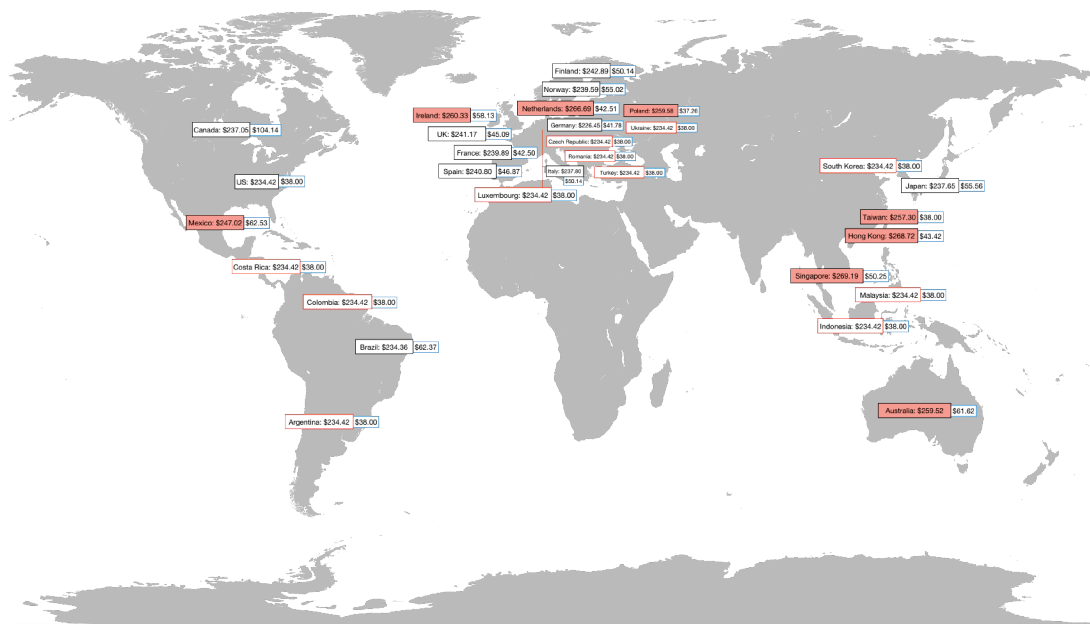 Finland: $242.89 $50.14
Norway: $239.59 $55.02
Netherlands: $266.69 $42.51
Poland: $259.58 $37.26
Ireland: $260.33 $58.13
Germany: $226.45 $41.78
Ukraine: $234.42 $38.00
Canada: $237.05 $104.14
UK: $241.17 $45.09
Czech Republic: $234.42 $38.00
France: $239.89 $42.50
Romania: $234.42 $38.00
South Korea: $234.42 $38.00
Spain: $240.80 $46.87
Italy: $237.80
$50.14
Turkey: $234.42 $38.00
US: $234.42 $38.00
Japan: $237.65 $55.56
Luxembourg: $234.42 $38.00
Taiwan: $257.30 $38.00
Mexico: $247.02 $62.53
Hong Kong: $268.72 $43.42
Costa Rica: $234.42 $38.00
Singapore: $269.19 $50.25
Malaysia: $234.42 $38.00
Colombia: $234.42 $38.00
Indonesia: $234.42 $38.00
Brazil: $234.36 $62.37
Australia: $259.52 $61.62
Argentina: $234.42 $38.00